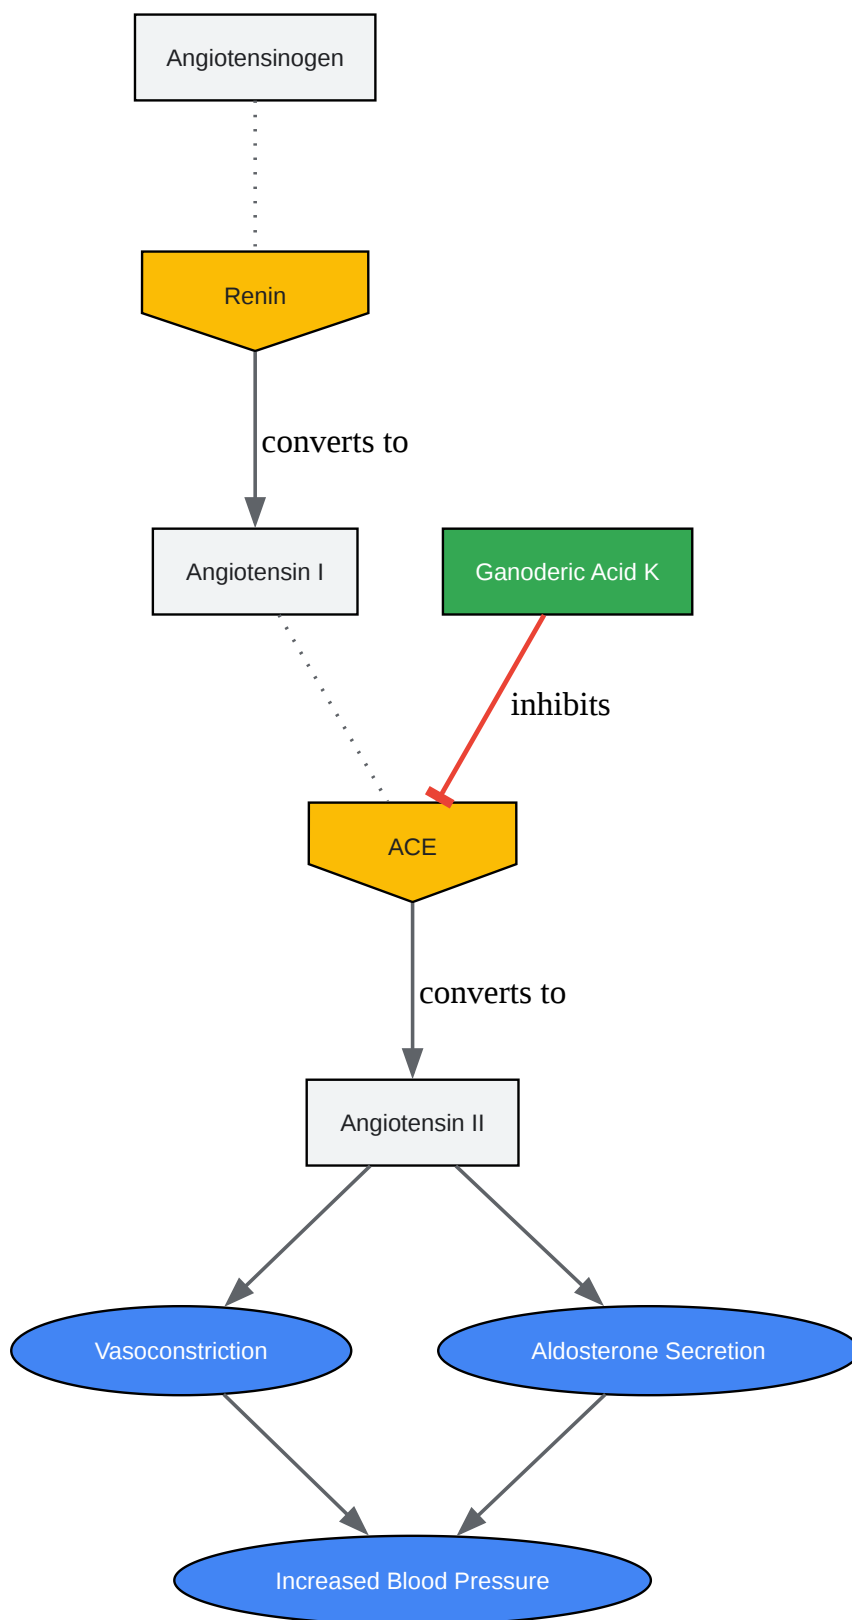 Angiotensinogen
Renin
converts to
Angiotensin I
Ganoderic Acid K
inhibits
ACE
converts to
Angiotensin II
Vasoconstriction
Aldosterone Secretion
Increased Blood Pressure